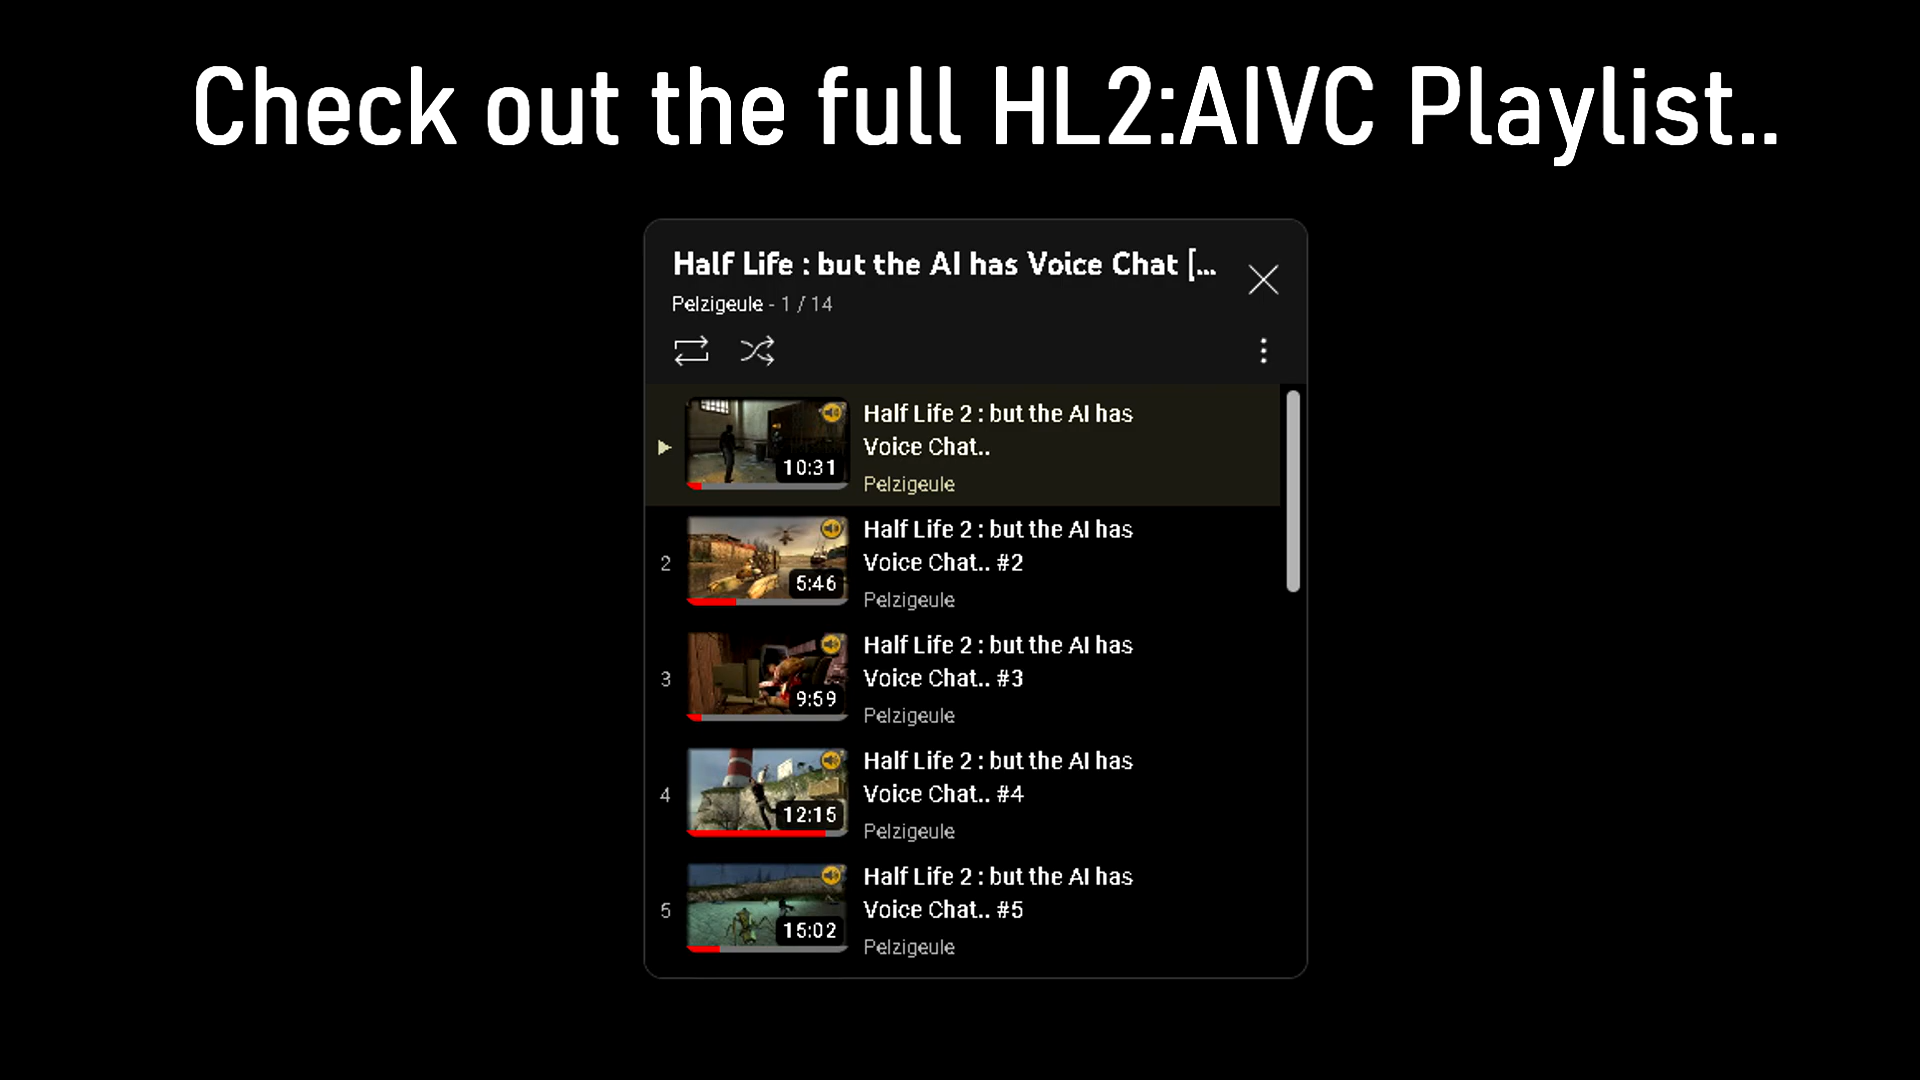 Check out the full HL2:AIVC Playlist..
Half Life : but the AI has Voice Chat [...
Pelzigeule - 1 / 14
10:31
Half Life 2 : but the AI has
Voice Chat..
Pelzigeule
2
5:46
Half Life 2 : but the AI has
Voice Chat.. #2
Pelzigeule
3
9:59
Half Life 2 : but the AI has
Voice Chat.. #3
Pelzigeule
4
12:15
Half Life 2 : but the AI has
Voice Chat.. #4
Pelzigeule
5
15:02
Half Life 2 : but the AI has
Voice Chat.. #5
Pelzigeule